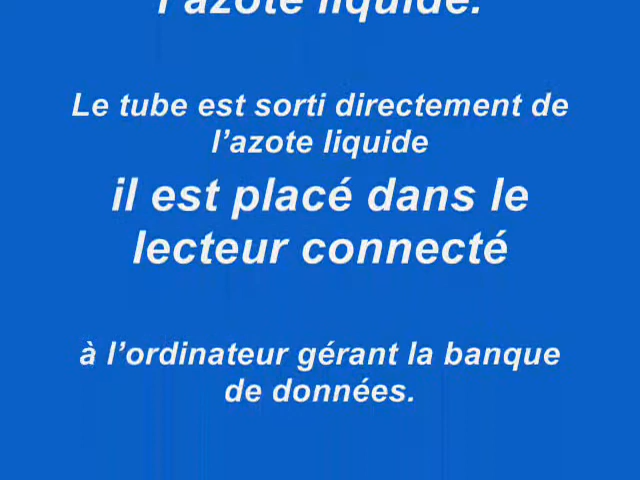 l'azote liquide.
Le tube est sorti directement de
l’azote liquide
il est placé dans le
lecteur connecté
à l’ordinateur gérant la banque
de données.